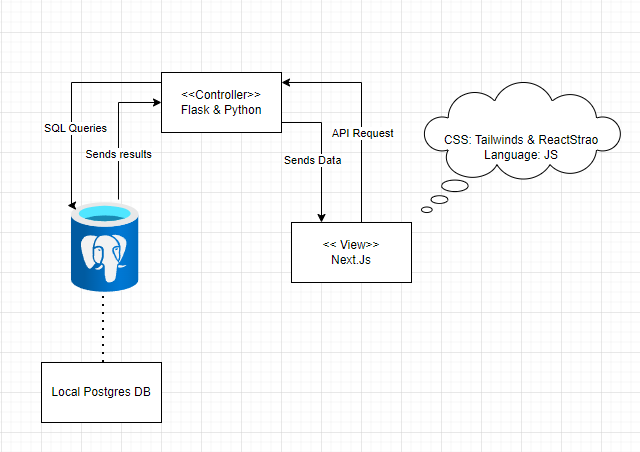 <<Controller>>
Flask & Python
SQL Queries
Sends results
API Request
Sends Data
CSS: Tailwinds & ReactStrao
Language: JS
<< View>>
Next.Js
Local Postgres DB